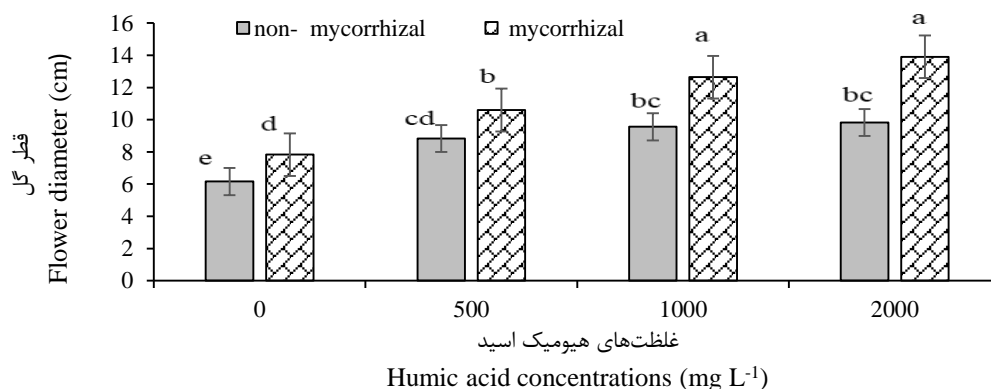 16
14
12
10
8
6
4
2
0
non- mycorrhizal mycorrhizal
e d cd b bc a bc a
قطر گل
Flower diameter (cm)
0 500 1000 2000
غلظت‌های هیومیک اسید
Humic acid concentrations (mg L-1)